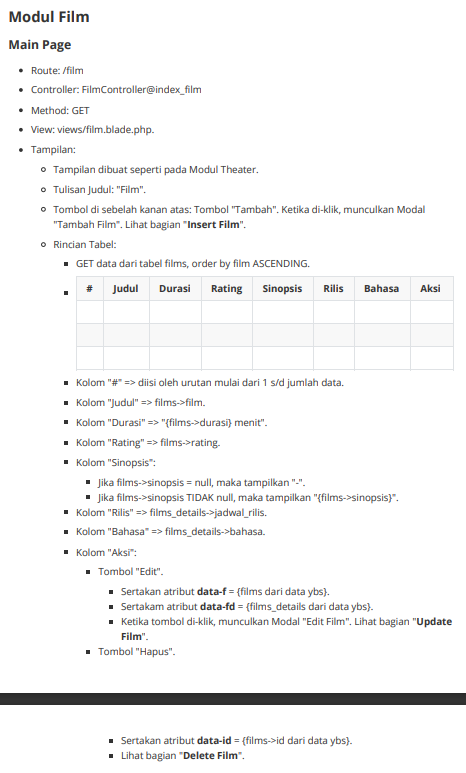 Modul Film
Main Page
Route: /film
Controller: FilmController@index_film
Method: GET
View: views/film.blade.php.
Tampilan:
Tampilan dibuat seperti pada Modul Theater.
Tulisan Judul: "Film".
Tombol di sebelah kanan atas: Tombol "Tambah". Ketika di-klik, munculkan Modal
"Tambah Film". Lihat bagian "Insert Film".
Rincian Tabel:
GET data dari tabel films, order by film ASCENDING.
# Judul Durasi Rating Sinopsis Rilis Bahasa Aksi
Kolom "#" => diisi oleh urutan mulai dari 1 s/d jumlah data.
Kolom "Judul" => films->film.
Kolom "Durasi" => "{films->durasi} menit".
Kolom "Rating" => films->rating.
Kolom "Sinopsis":
Jika films->sinopsis = null, maka tampilkan "-".
Jika films->sinopsis TIDAK null, maka tampilkan "{films->sinopsis}".
Kolom "Rilis" => films_details->jadwal_rilis.
Kolom "Bahasa" => films_details->bahasa.
Kolom "Aksi":
Tombol "Edit".
Sertakan atribut data-f = {films dari data ybs}.
Sertakam atribut data-fd = {films_details dari data ybs}.
Ketika tombol di-klik, munculkan Modal "Edit Film". Lihat bagian "Update
Film".
Tombol "Hapus".
Sertakan atribut data-id = {films->id dari data ybs}.
Lihat bagian "Delete Film".